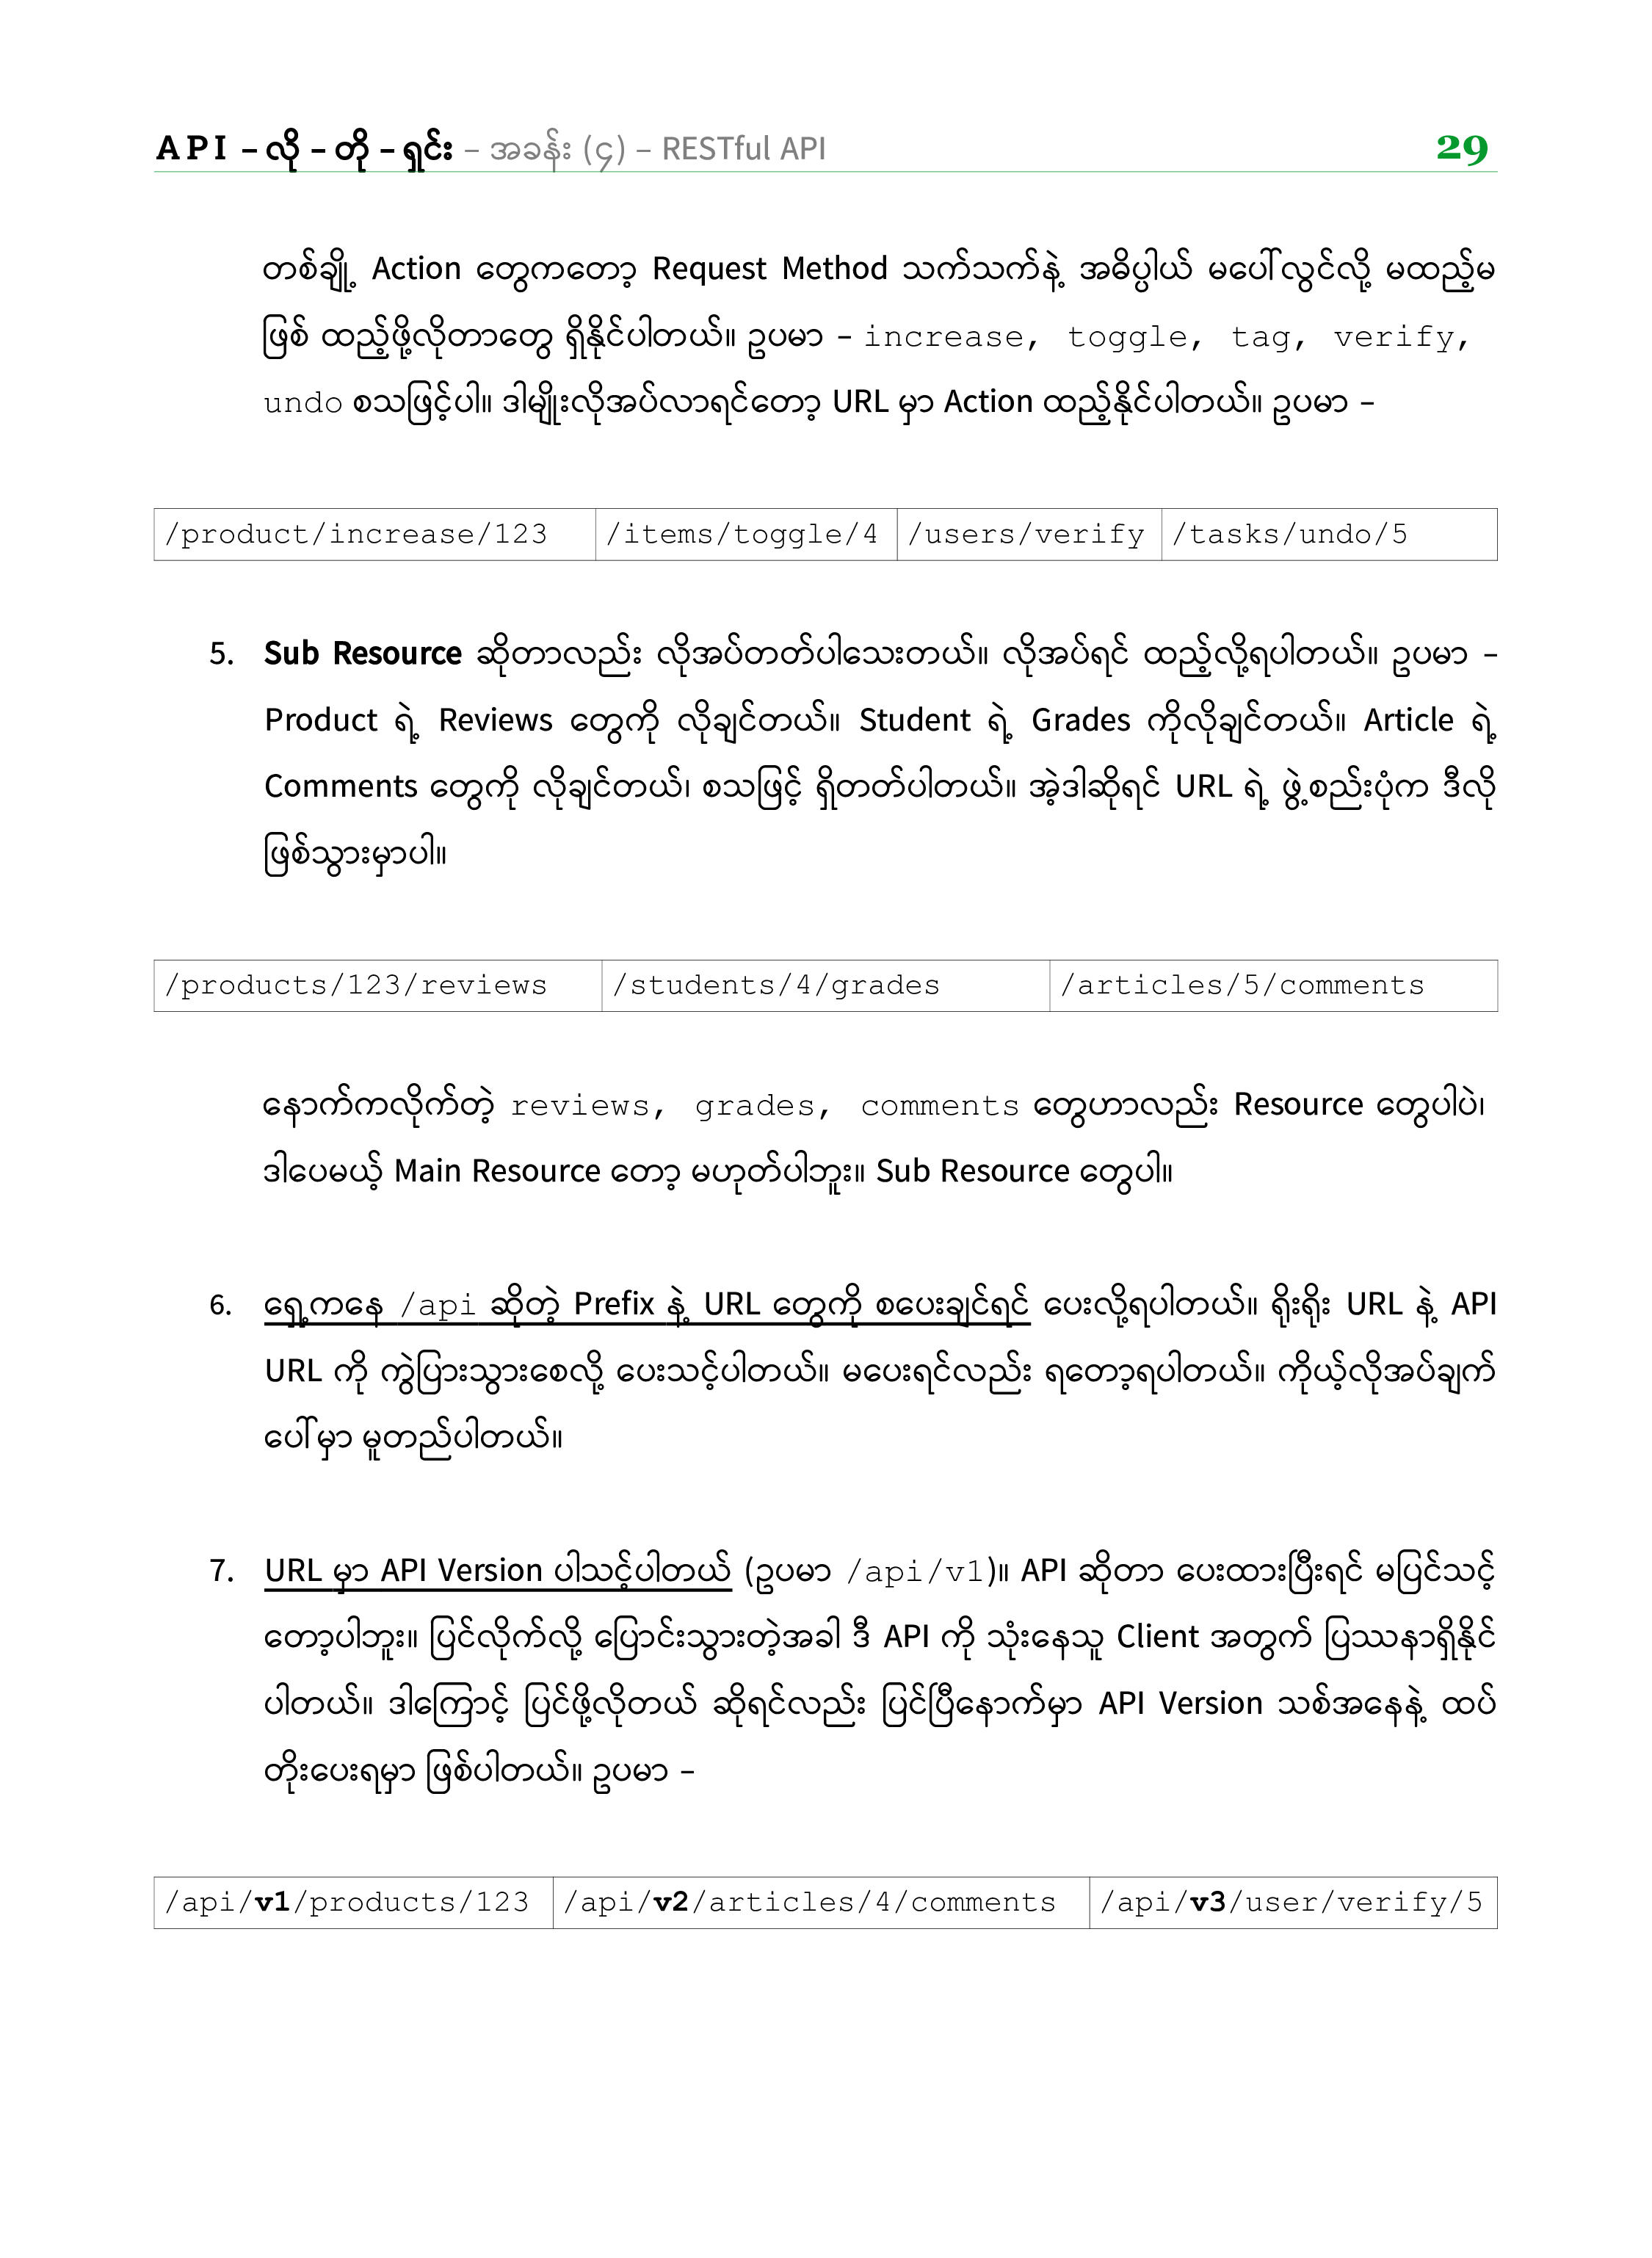 API – လို – တို – ရှင်း – အခန်း (၄) – RESTful API 29
တစ်ချို့ Action တွေကတော့ Request Method သက်သက်နဲ့ အဓိပ္ပါယ် မပေါ်လွင်လို့ မထည့်မ
ဖြစ် ထည့်ဖို့လိုတာတွေ ရှိနိုင်ပါတယ်။ ဥပမာ – increase, toggle, tag, verify,
undo စသဖြင့်ပါ။ ဒါမျိုးလိုအပ်လာရင်တော့ URL မှာ Action ထည့်နိုင်ပါတယ်။ ဥပမာ –
/product/increase/123 /items/toggle/4 /users/verify /tasks/undo/5
5. Sub Resource ဆိုတာလည်း လိုအပ်တတ်ပါသေးတယ်။ လိုအပ်ရင် ထည့်လို့ရပါတယ်။ ဥပမာ –
Product ရဲ့ Reviews တွေကို လိုချင်တယ်။ Student ရဲ့ Grades ကိုလိုချင်တယ်။ Article ရဲ့
Comments တွေကို လိုချင်တယ်၊ စသဖြင့် ရှိတတ်ပါတယ်။ အဲ့ဒါဆိုရင် URL ရဲ့ ဖွဲ့စည်းပုံက ဒီလို
ဖြစ်သွားမှာပါ။
/products/123/reviews /students/4/grades /articles/5/comments
နောက်ကလိုက်တဲ့ reviews, grades, comments တွေဟာလည်း Resource တွေပါပဲ၊
ဒါပေမယ့် Main Resource တော့ မဟုတ်ပါဘူး။ Sub Resource တွေပါ။
6. ရှေ့ကနေ /api ဆိုတဲ့ Prefix နဲ့ URL တွေကို စပေးချင်ရင် ပေးလို့ရပါတယ်။ ရိုးရိုး URL နဲ့ API
URL ကို ကွဲပြားသွားစေလို့ ပေးသင့်ပါတယ်။ မပေးရင်လည်း ရတော့ရပါတယ်။ ကိုယ့်လိုအပ်ချက်
ပေါ်မှာ မူတည်ပါတယ်။
7. URL မှာ API Version ပါသင့်ပါတယ် (ဥပမာ /api/v1)။ API ဆိုတာ ပေးထားပြီးရင် မပြင်သင့်
တော့ပါဘူး။ ပြင်လိုက်လို့ ပြောင်းသွားတဲ့အခါ ဒီ API ကို သုံးနေသူ Client အတွက် ပြဿနာရှိနိုင်
ပါတယ်။ ဒါကြောင့် ပြင်ဖို့လိုတယ် ဆိုရင်လည်း ပြင်ပြီနောက်မှာ API Version သစ်အနေနဲ့ ထပ်
တိုးပေးရမှာ ဖြစ်ပါတယ်။ ဥပမာ –
/api/v1/products/123 /api/v2/articles/4/comments /api/v3/user/verify/5